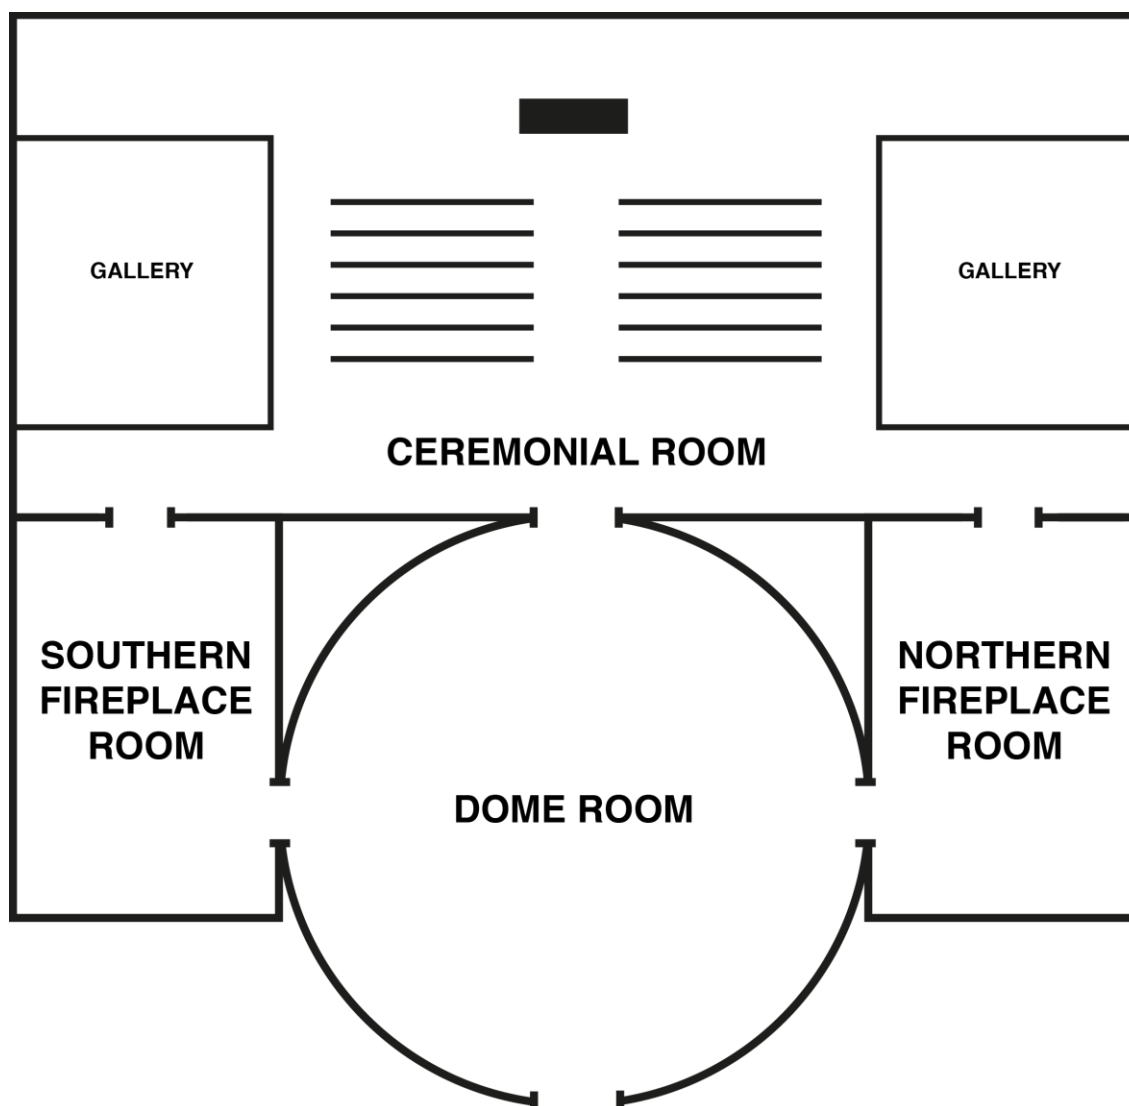 GALLERY
GALLERY
CEREMONIAL ROOM
SOUTHERN
FIREPLACE
ROOM
NORTHERN
FIREPLACE
ROOM
DOME ROOM